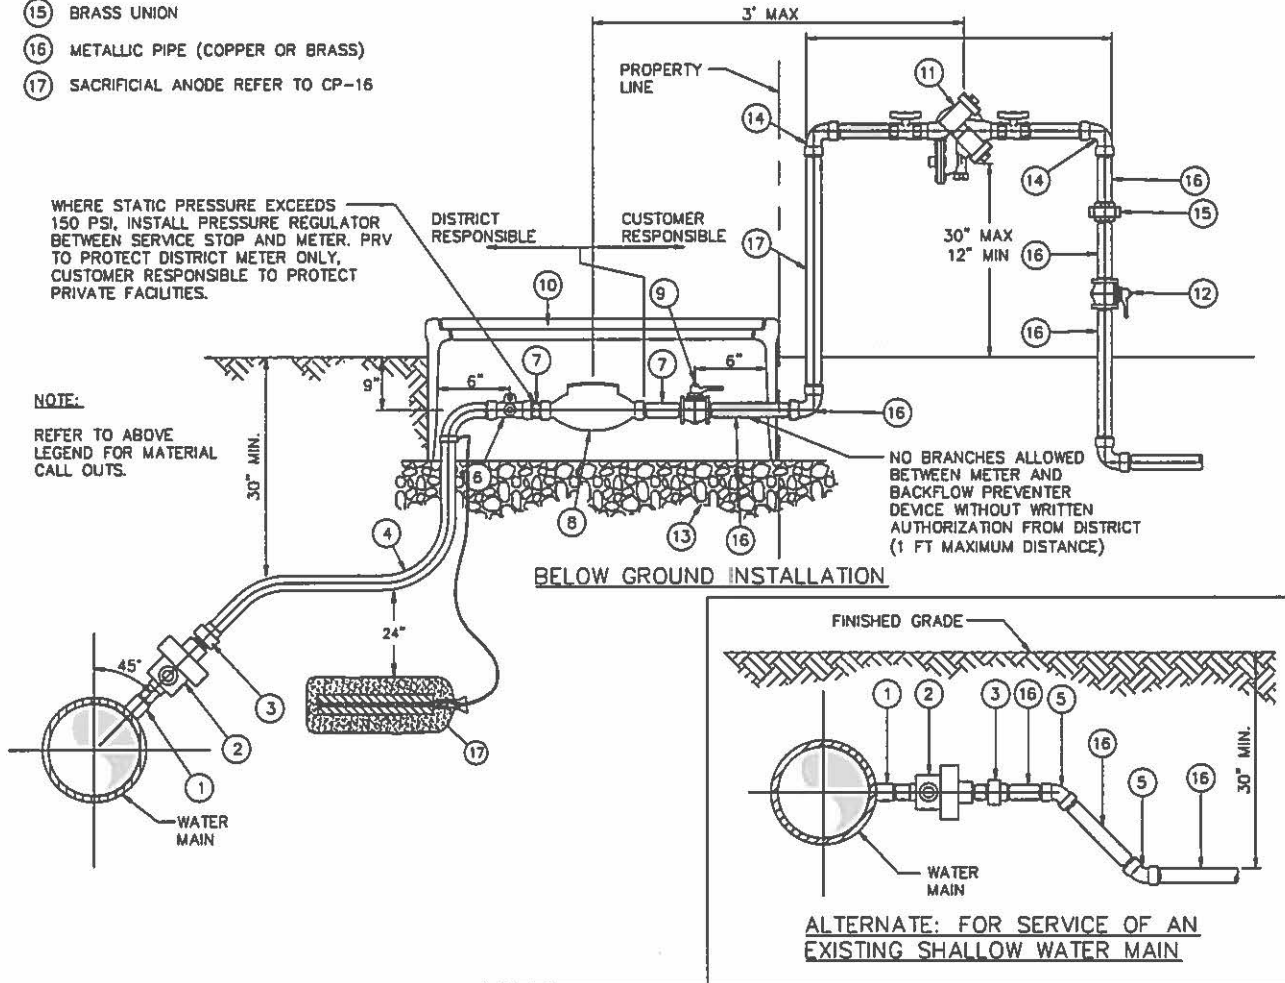 15 BRASS UNION
16 METALLIC PIPE (COPPER OR BRASS)
17 SACRIFICIAL ANODE REFER TO CP-16
3' MAX
PROPERTY
LINE
11
14
14
16
15
WHERE STATIC PRESSURE EXCEEDS
150 PSI, INSTALL PRESSURE REGULATOR
BETWEEN SERVICE STOP AND METER. PRV
TO PROTECT DISTRICT METER ONLY,
CUSTOMER RESPONSIBLE TO PROTECT
PRIVATE FACILITIES.
DISTRICT
RESPONSIBLE
CUSTOMER
RESPONSIBLE
17
30" MAX
12" MIN
16
12
16
10
9
7
7
6"
6"
9"
16
NOTE:
REFER TO ABOVE
LEGEND FOR MATERIAL
CALL OUTS.
30" MIN.
6
8
13
16
NO BRANCHES ALLOWED
BETWEEN METER AND
BACKFLOW PREVENTER
DEVICE WITHOUT WRITTEN
AUTHORIZATION FROM DISTRICT
(1 FT MAXIMUM DISTANCE)
4
BELOW GROUND INSTALLATION
24"
45°
3
2
1
17
WATER
MAIN
FINISHED GRADE
1
2
3
16
5
16
5
16
30" MIN.
WATER
MAIN
ALTERNATE: FOR SERVICE OF AN
EXISTING SHALLOW WATER MAIN